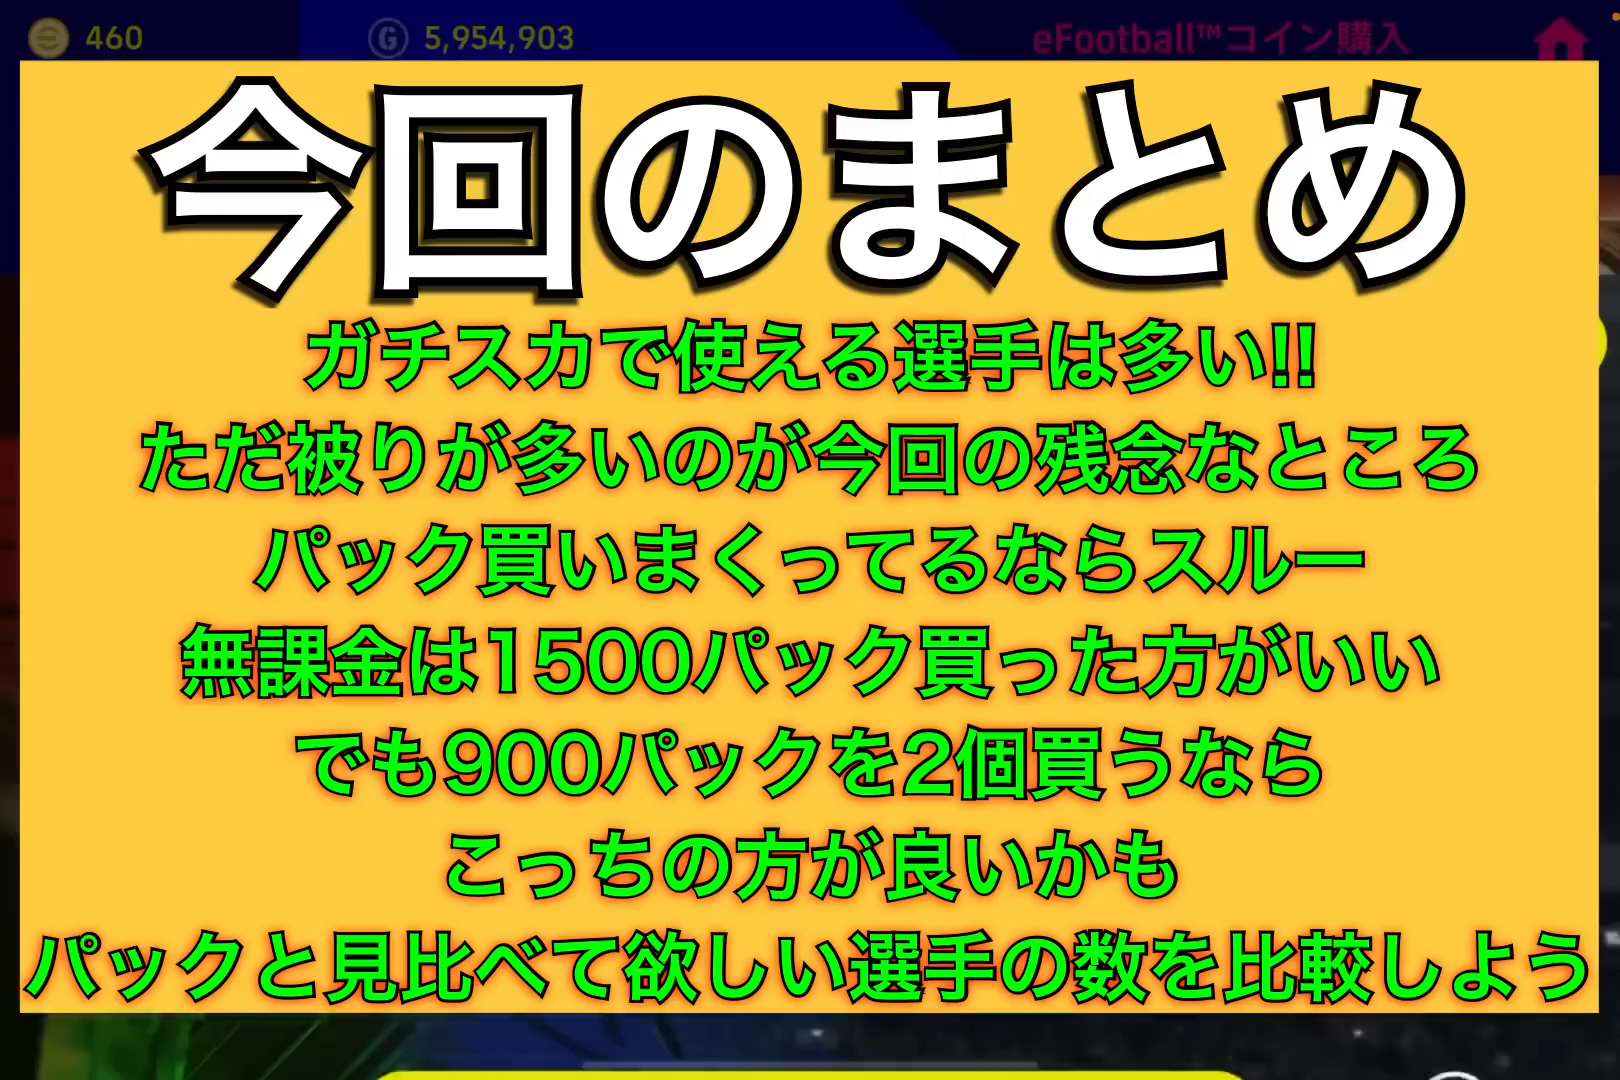 460 5,954,903 eFootball™コイン購入
今回のまとめ
ガチスカで使える選手は多い!!
ただ被りが多いのが今回の残念なところ
パック買いまくってるならスルー
無課金は1500パック買った方がいい
でも900パックを2個買うなら
こっちの方が良いかも
パックと見比べて欲しい選手の数を比較しよう